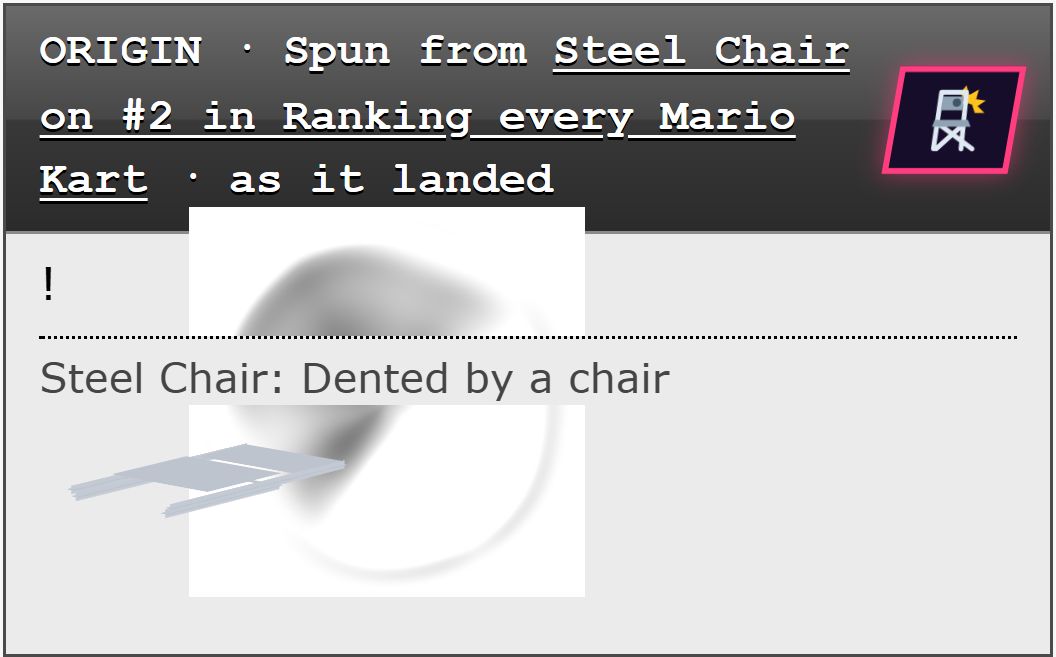 ORIGIN · Spun from Steel Chair
on #2 in Ranking every Mario
Kart · as it landed
!
Steel Chair: Dented by a chair